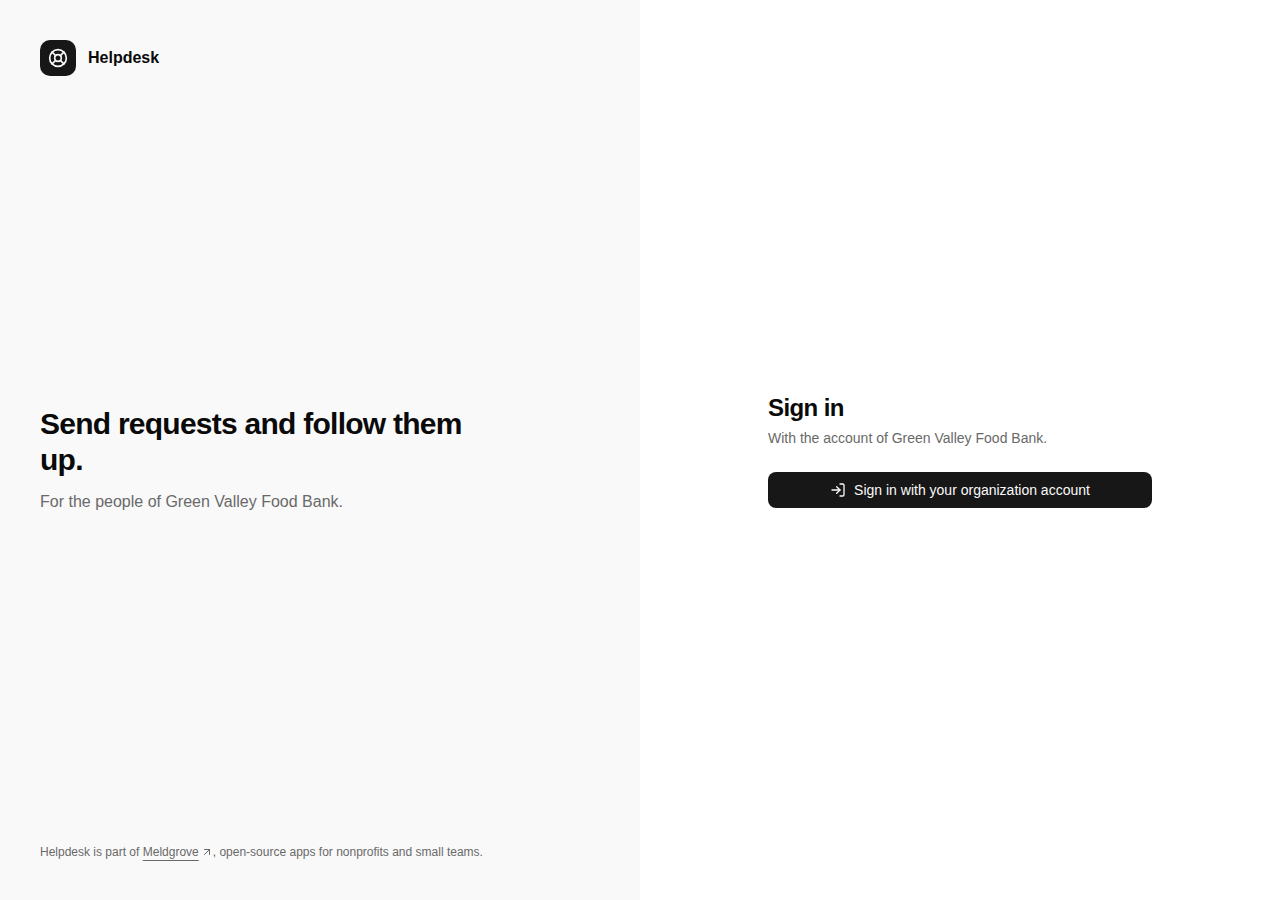 Helpdesk
Send requests and follow them
up.
For the people of Green Valley Food Bank.
Helpdesk is part of Meldgrove, open-source apps for nonprofits and small teams.
Sign in
With the account of Green Valley Food Bank.
Sign in with your organization account